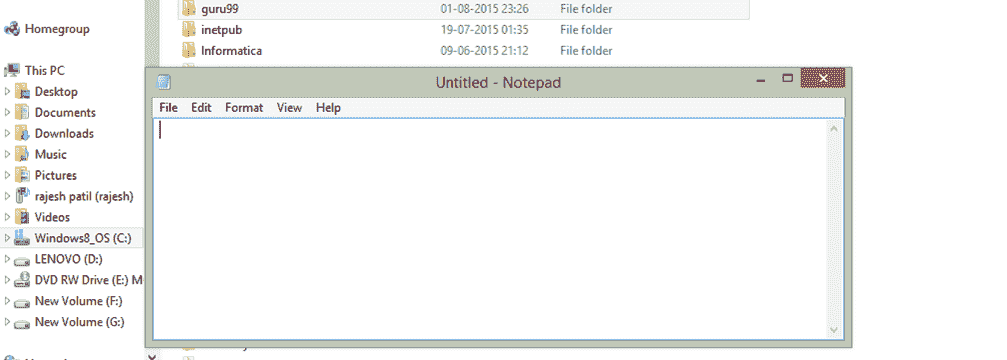 guru99 01-08-2015 23:26 File folder
Homegroup
inetpub 19-07-2015 01:35 File folder
Informatica 09-06-2015 21:12 File folder
This PC
Desktop
Documents
Downloads
Music
Pictures
rajesh patil (rajesh)
Videos
Windows8_OS (C:)
LENOVO (D:)
DVD RW Drive (E:) M
New Volume (F:)
New Volume (G:)
Untitled - Notepad
File Edit Format View Help